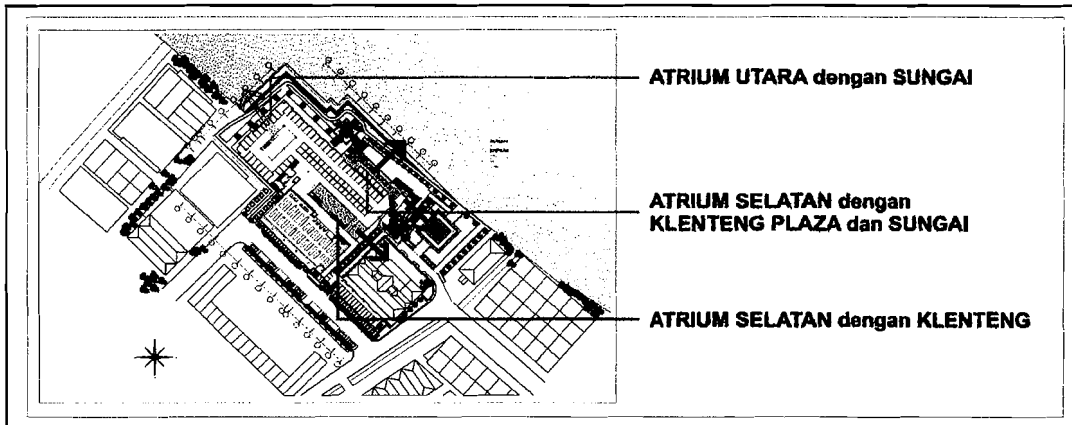 ATRIUM UTARA dengan SUNGAI
ATRIUM SELATAN dengan
KLENTENG PLAZA dan SUNGAI
ATRIUM SELATAN dengan KLENTENG